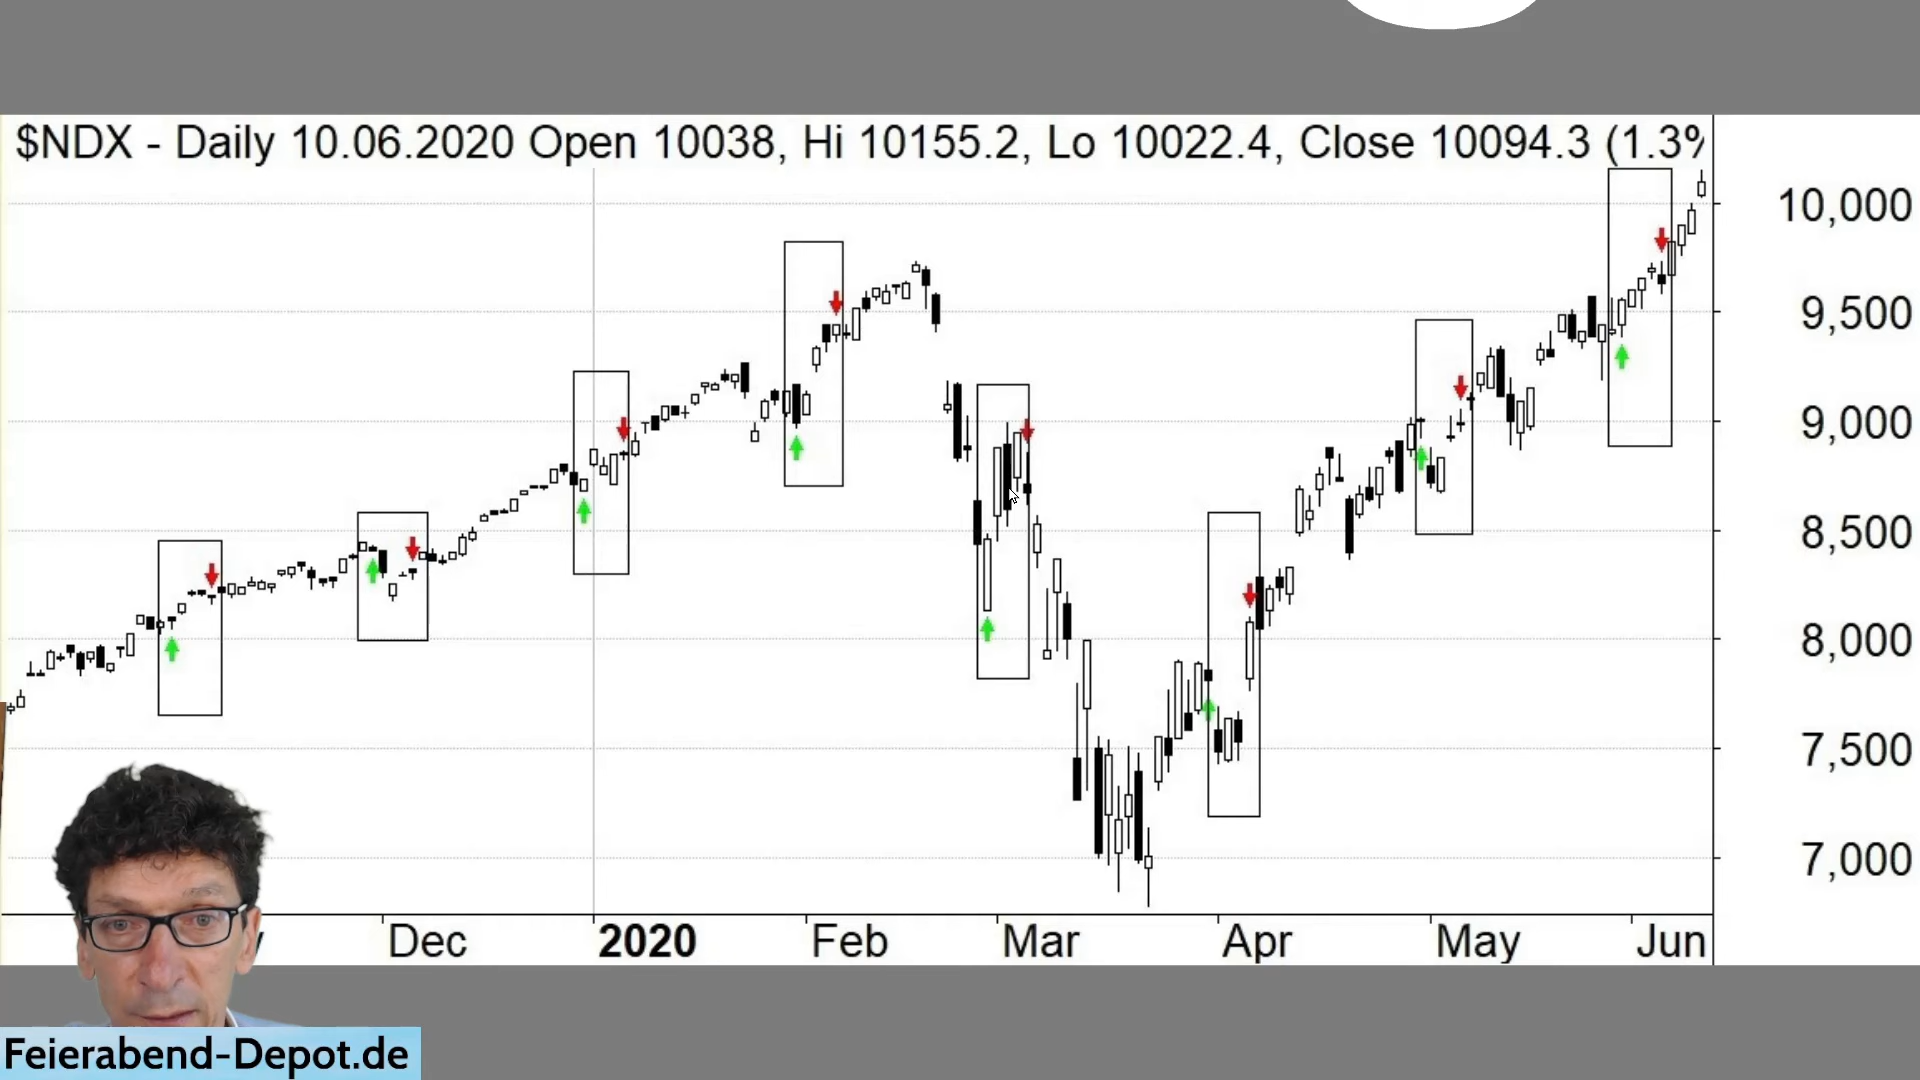 $NDX - Daily 10.06.2020 Open 10038, Hi 10155.2, Lo 10022.4, Close 10094.3 (1.3%
10,000
9,500
9,000
8,500
8,000
7,500
7,000
Dec 2020 Feb Mar Apr May Jun
Feierabend-Depot.de